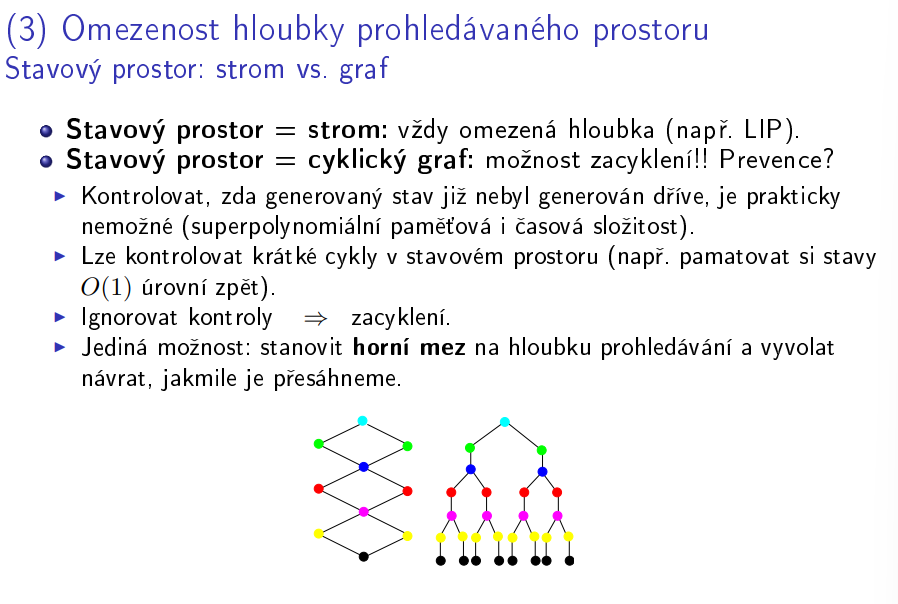 (3) Omezenost hloubky prohledávaného prostoru
Stavový prostor: strom vs. graf
Stavový prostor = strom: vždy omezená hloubka (např. LIP).
Stavový prostor = cyklický graf: možnost zacyklení!! Prevence?
Kontrolovat, zda generovaný stav již nebyl generován dříve, je prakticky
nemožné (superpolynomiální paměťová i časová složitost).
Lze kontrolovat krátké cykly v stavovém prostoru (např. pamatovat si stavy
O(1) úrovní zpět).
Ignorovat kontroly ⇒ zacyklení.
Jediná možnost: stanovit horní mez na hloubku prohledávání a vyvolat
návrat, jakmile je přesáhneme.